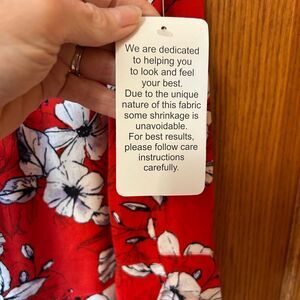 We are dedicated
to helping you
to look and feel
your best.
Due to the unique
nature of this fabric
some shrinkage is
unavoidable.
For best results,
please follow care
instructions
carefully.